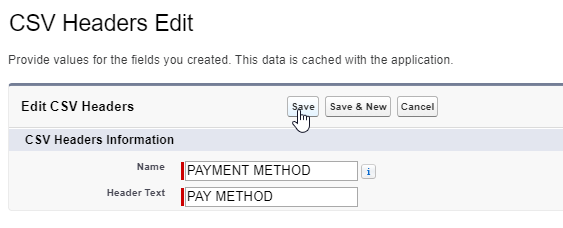 CSV Headers Edit
Provide values for the fields you created. This data is cached with the application.
Edit CSV Headers Save Save & New Cancel
CSV Headers Information
Name PAYMENT METHOD i
Header Text PAY METHOD